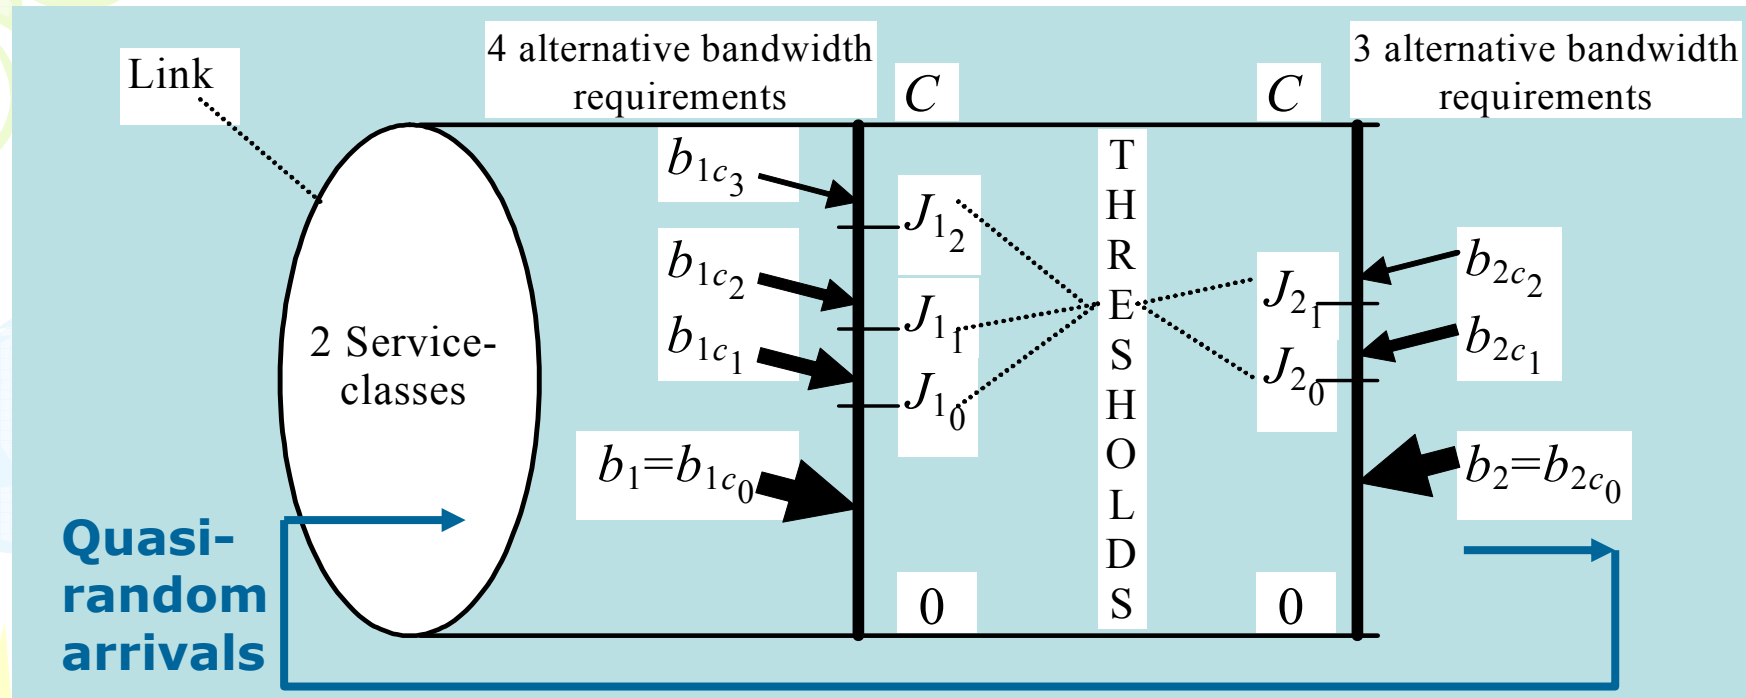 4 alternative bandwidth
requirements
3 alternative bandwidth
requirements
Link
C
C
b1c3
J12
b1c2
J11
b1c1
J10
b1=b1c0
THRESHOLDS
J21
b2c2
J20
b2c1
b2=b2c0
2 Service-
classes
Quasi-
random
arrivals
0
0